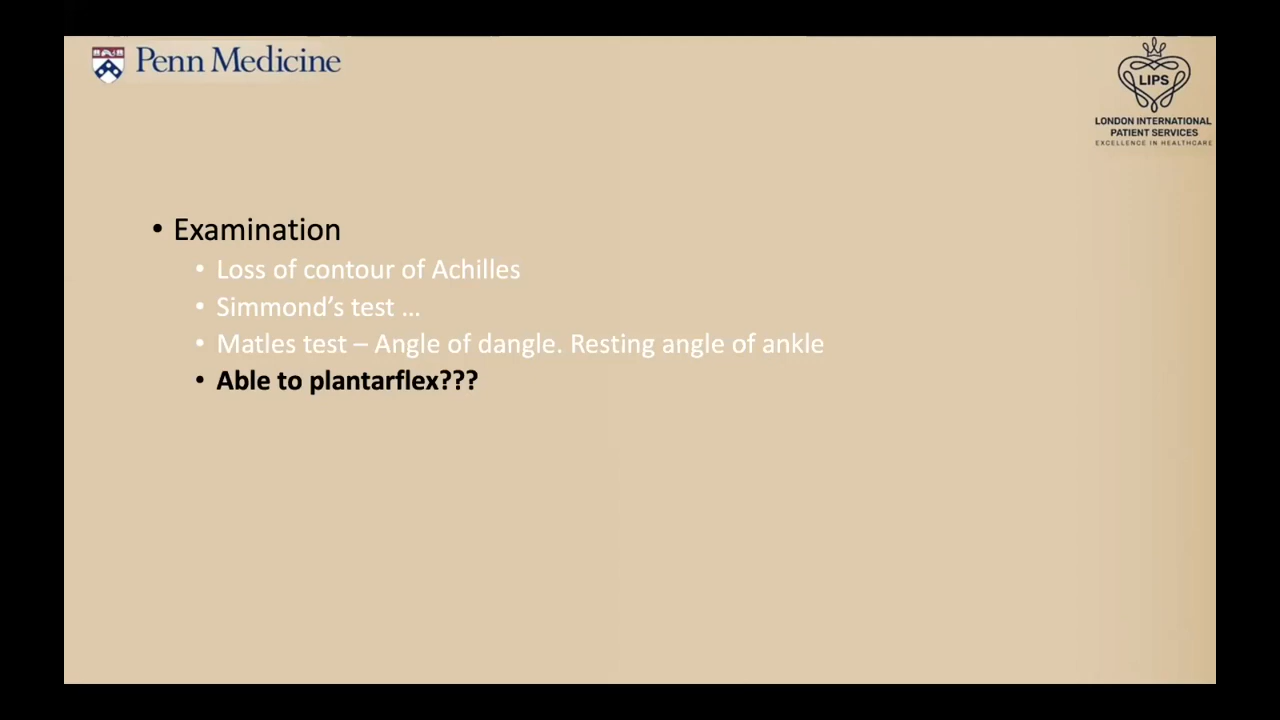 Penn Medicine
LIPS
LONDON INTERNATIONAL
PATIENT SERVICES
EXCELLENCE IN HEALTHCARE
• Examination
• Loss of contour of Achilles
• Simmond’s test ...
• Matles test – Angle of dangle. Resting angle of ankle
• Able to plantarflex???